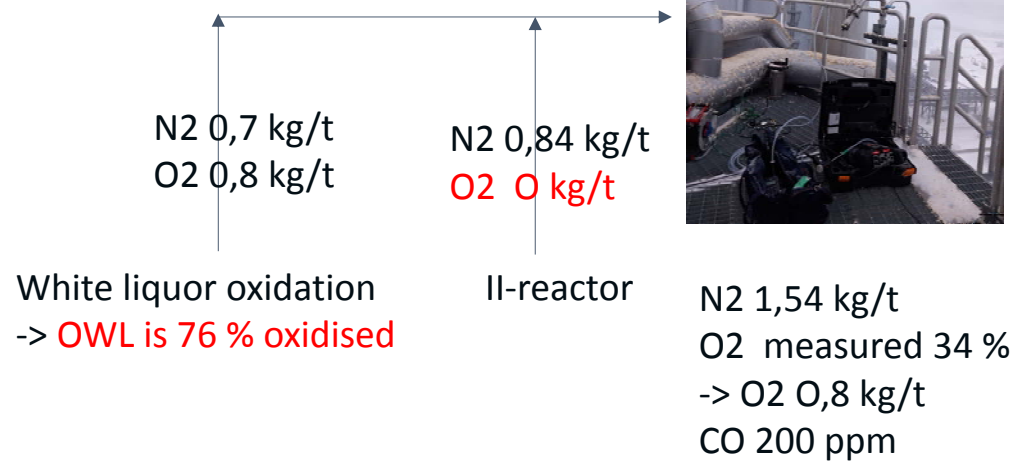 N2 0,7 kg/t
O2 0,8 kg/t
N2 0,84 kg/t
O2 O kg/t
White liquor oxidation
-> OWL is 76 % oxidised
II-reactor
N2 1,54 kg/t
O2 measured 34 %
-> O2 O,8 kg/t
CO 200 ppm